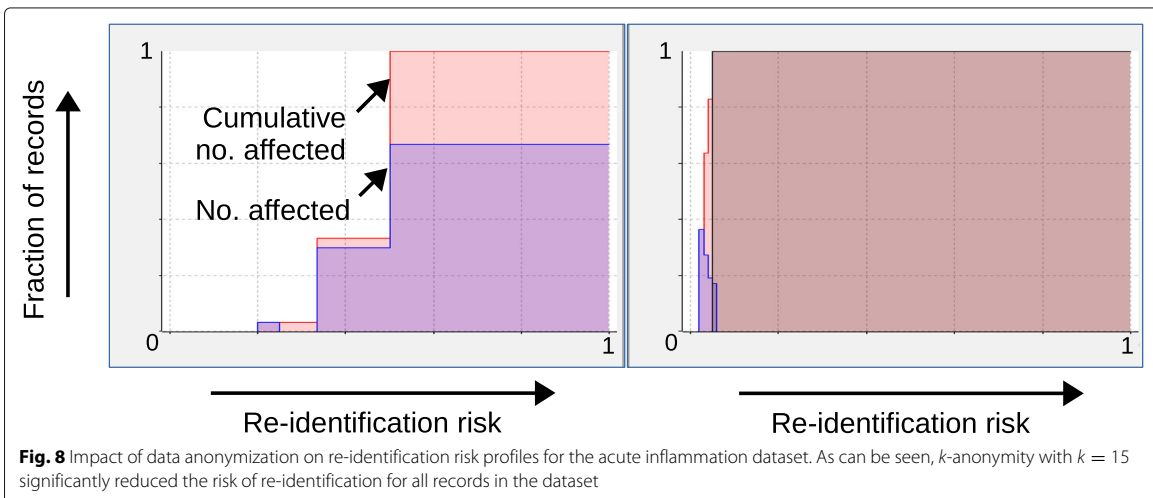 Fraction of records
1
Cumulative
no. affected
No. affected
0
1
Re-identification risk
1
0
1
Re-identification risk
Fig. 8 Impact of data anonymization on re-identification risk profiles for the acute inflammation dataset. As can be seen, k-anonymity with k = 15
significantly reduced the risk of re-identification for all records in the dataset